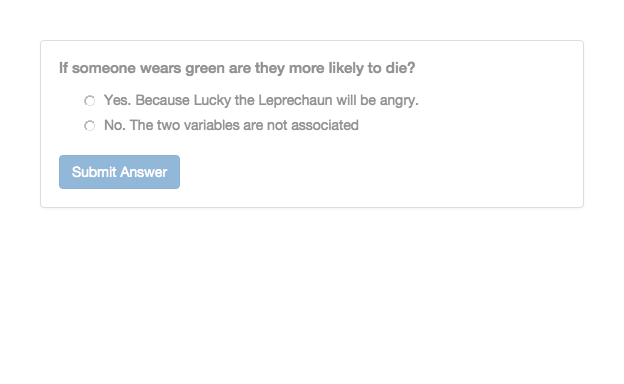 If someone wears green are they more likely to die?
Yes. Because Lucky the Leprechaun will be angry.
No. The two variables are not associated
Submit Answer